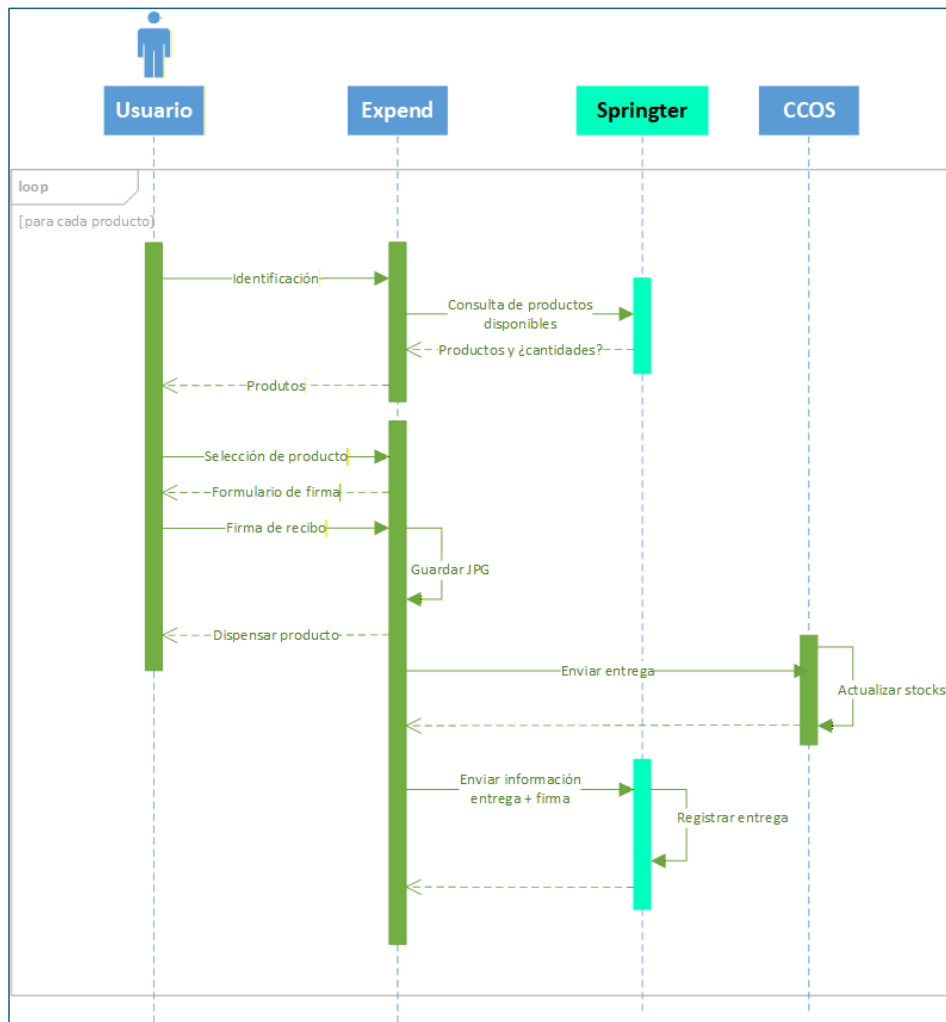 Usuario
Expend
Springter
CCOS
loop
[para cada producto]
Identificación
Consulta de productos
disponibles
Productos y ¿cantidades?
Produtos
Selección de producto
Formulario de firma
Firma de recibo
Guardar JPG
Dispensar producto
Enviar entrega
Actualizar stocks
Enviar información
entrega + firma
Registrar entrega